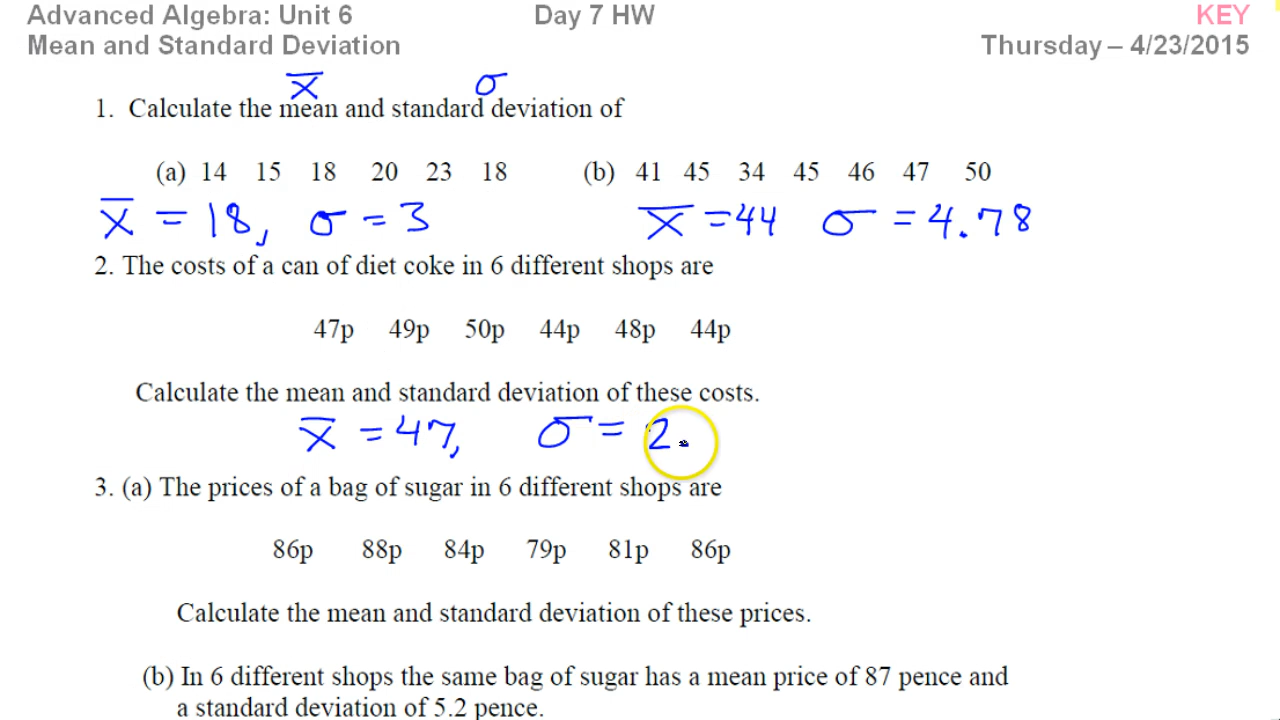 Advanced Algebra: Unit 6 Day 7 HW KEY
Mean and Standard Deviation Thursday – 4/23/2015
x̅ σ
1. Calculate the mean and standard deviation of
(a) 14 15 18 20 23 18 (b) 41 45 34 45 46 47 50
x̅ = 18, σ = 3 x̅ = 44 σ = 4.78
2. The costs of a can of diet coke in 6 different shops are
47p 49p 50p 44p 48p 44p
Calculate the mean and standard deviation of these costs.
x̅ = 47, σ = 2.
3. (a) The prices of a bag of sugar in 6 different shops are
86p 88p 84p 79p 81p 86p
Calculate the mean and standard deviation of these prices.
(b) In 6 different shops the same bag of sugar has a mean price of 87 pence and
a standard deviation of 5.2 pence.